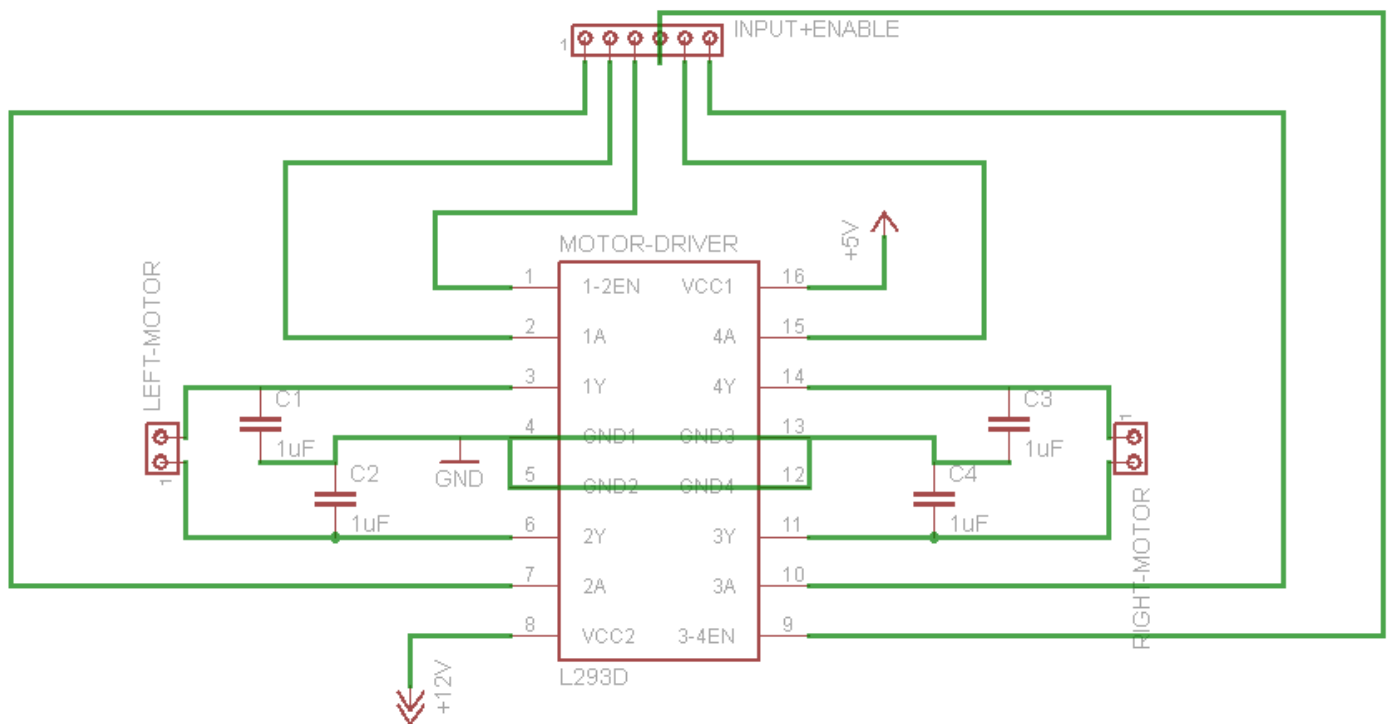 INPUT+ENABLE
1
MOTOR-DRIVER
+5V
1 1-2EN VCC1 16
2 1A 4A 15
LEFT-MOTOR
3 1Y 4Y 14
C1 C3
1
4 GND1 GND3 13
1uF 1uF
GND
5 GND2 GND4 12
C2 C4
1
1uF 1uF
6 2Y 3Y 11
RIGHT-MOTOR
7 2A 3A 10
8 VCC2 3-4EN 9
L293D
+12V